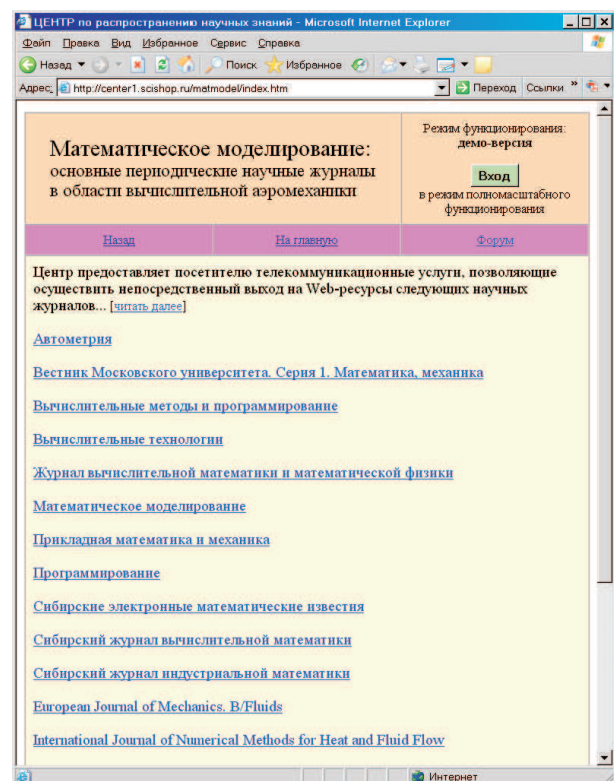 ЦЕНТР по распространению научных знаний - Microsoft Internet Explorer
Файл Правка Вид Избранное Сервис Справка
Назад Поиск Избранное
Адрес: http://center1.scishop.ru/matmodel/index.htm Переход Ссылки »
Математическое моделирование:
основные периодические научные журналы
в области вычислительной аэромеханики
Режим функционирования:
демо-версия
Вход
в режим полномасштабного
функционирования
Назад На главную Форум
Центр предоставляет посетителю телекоммуникационные услуги, позволяющие
осуществить непосредственный выход на Web-ресурсы следующих научных
журналов... [читать далее]
Автометрия
Вестник Московского университета. Серия 1. Математика, механика
Вычислительные методы и программирование
Вычислительные технологии
Журнал вычислительной математики и математической физики
Математическое моделирование
Прикладная математика и механика
Программирование
Сибирские электронные математические известия
Сибирский журнал вычислительной математики
Сибирский журнал индустриальной математики
European Journal of Mechanics. B/Fluids
International Journal of Numerical Methods for Heat and Fluid Flow
Интернет